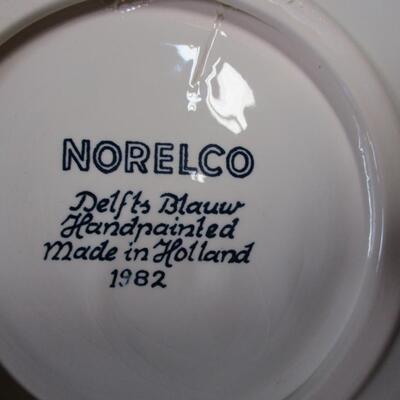 NORELCO
Delfts Blauw
Handpainted
Made in Holland
1982